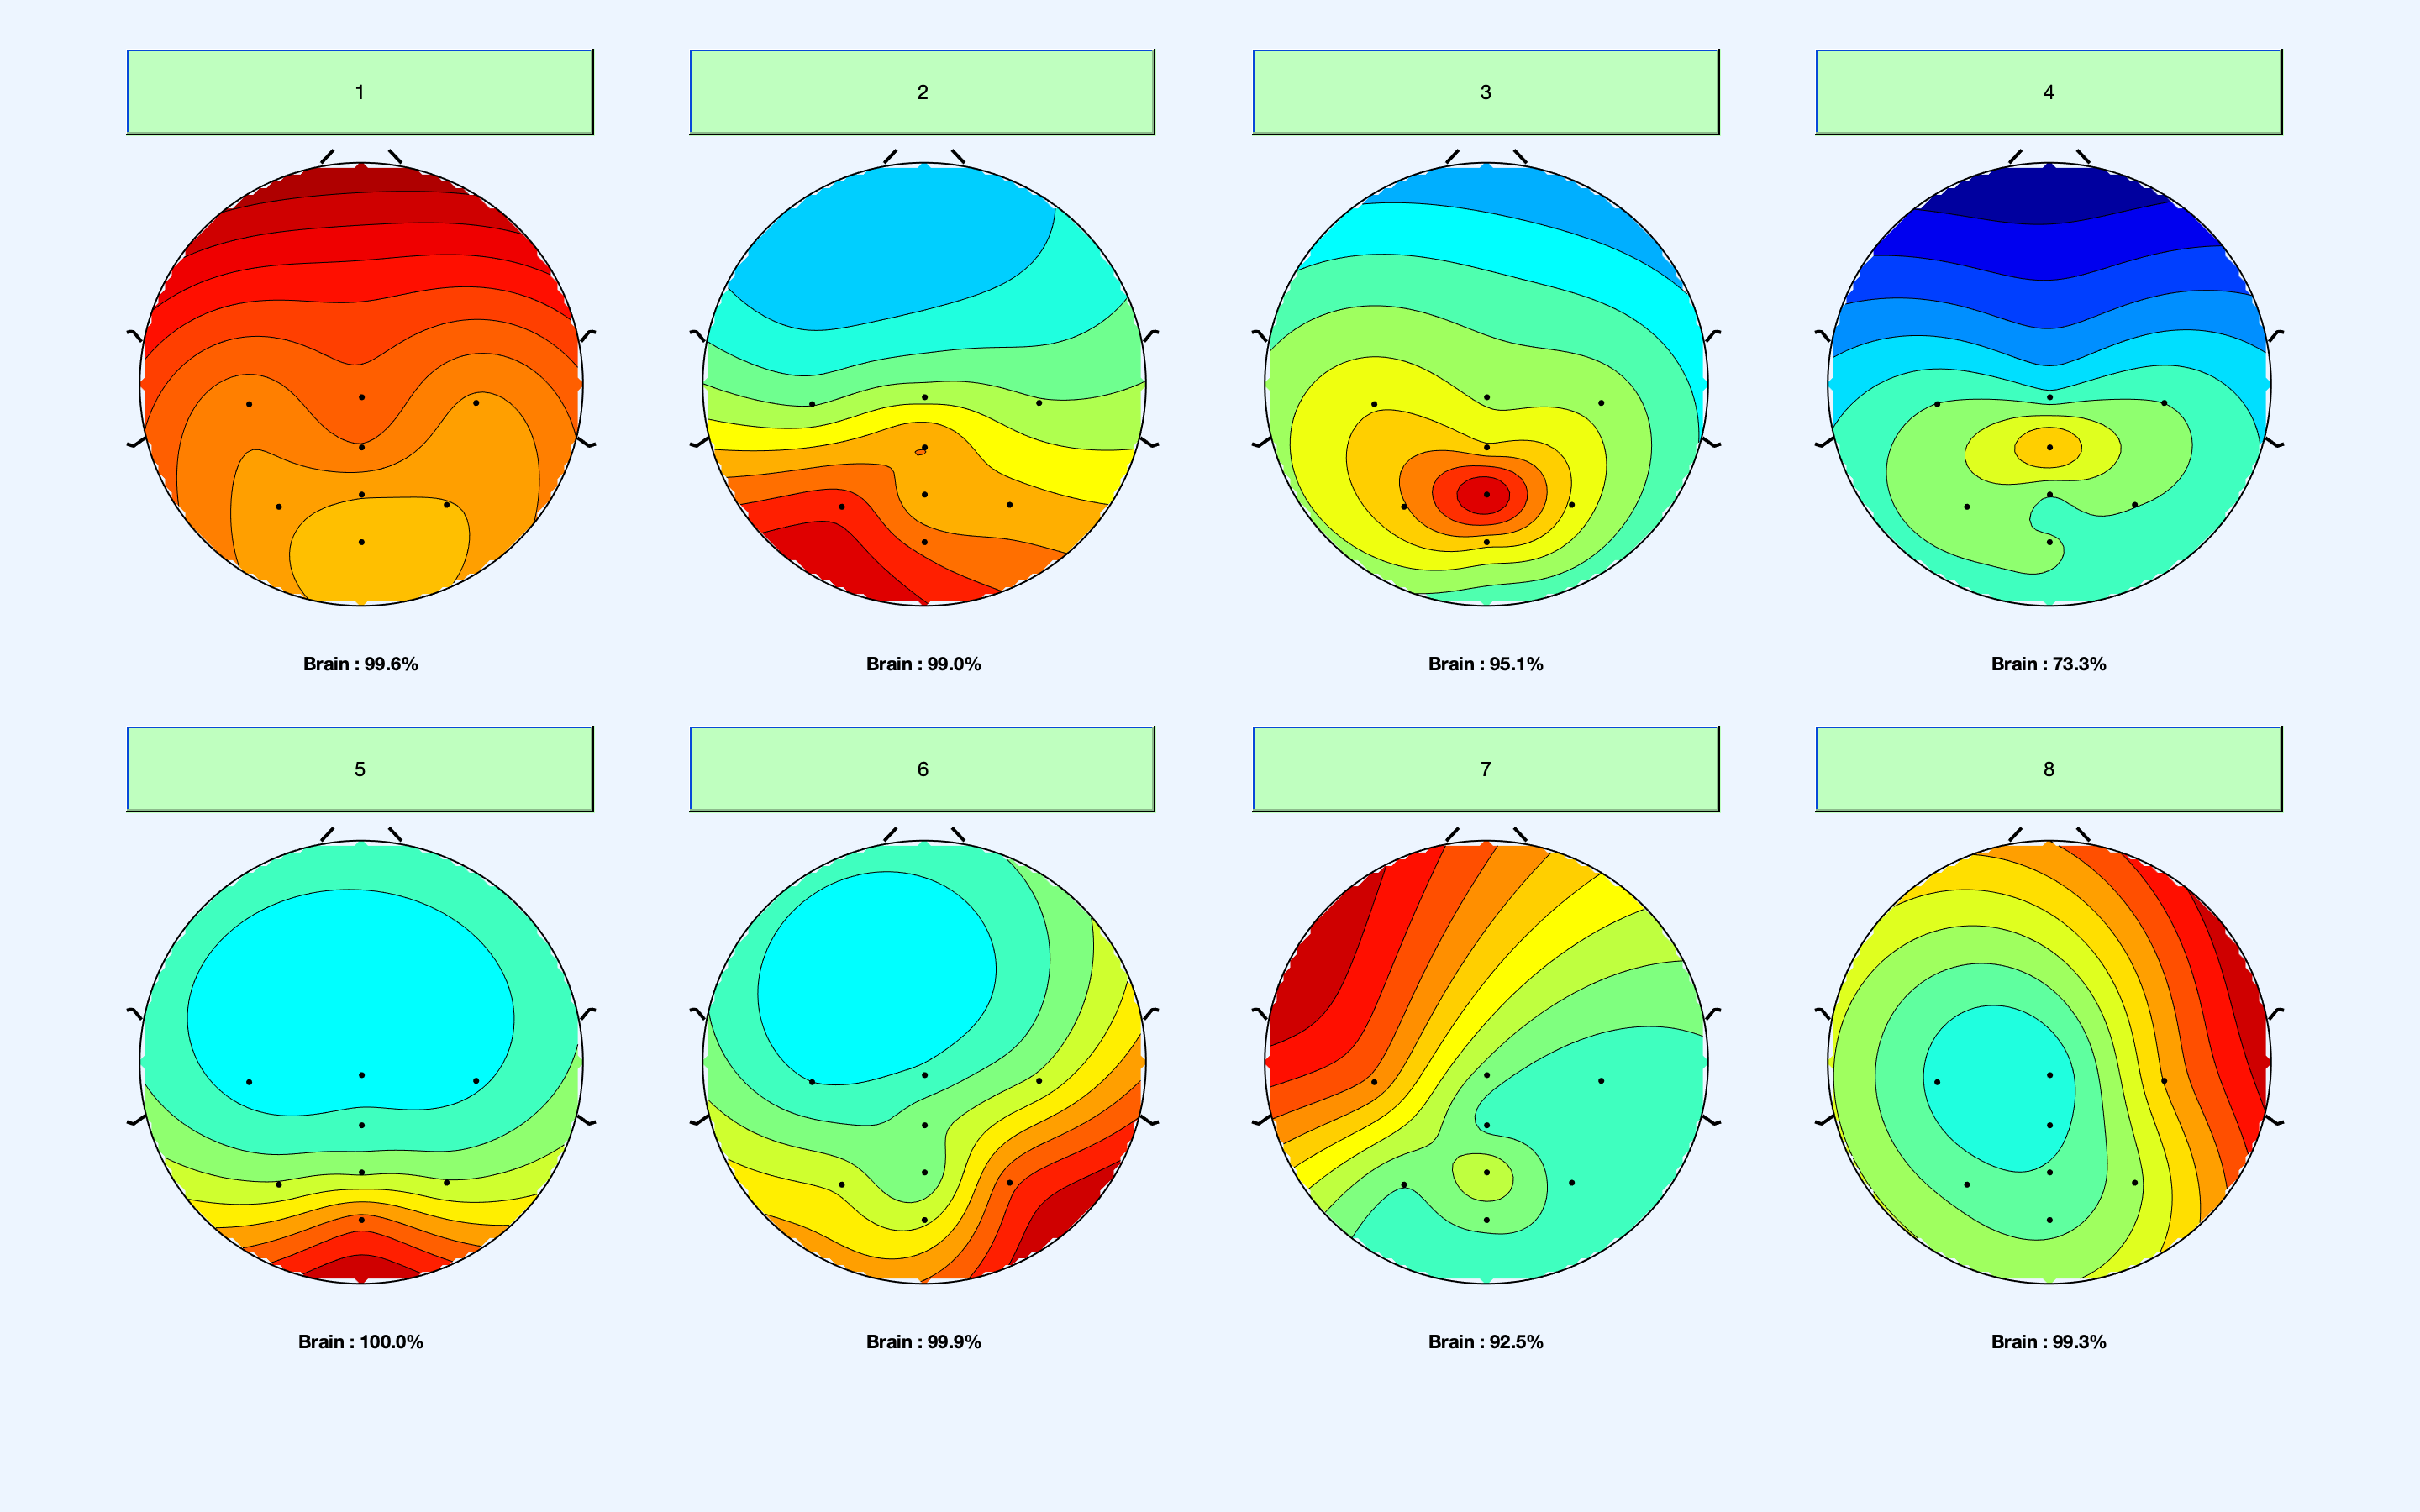 1
2
3
4
Brain : 99.6%
Brain : 99.0%
Brain : 95.1%
Brain : 73.3%
5
6
7
8
Brain : 100.0%
Brain : 99.9%
Brain : 92.5%
Brain : 99.3%